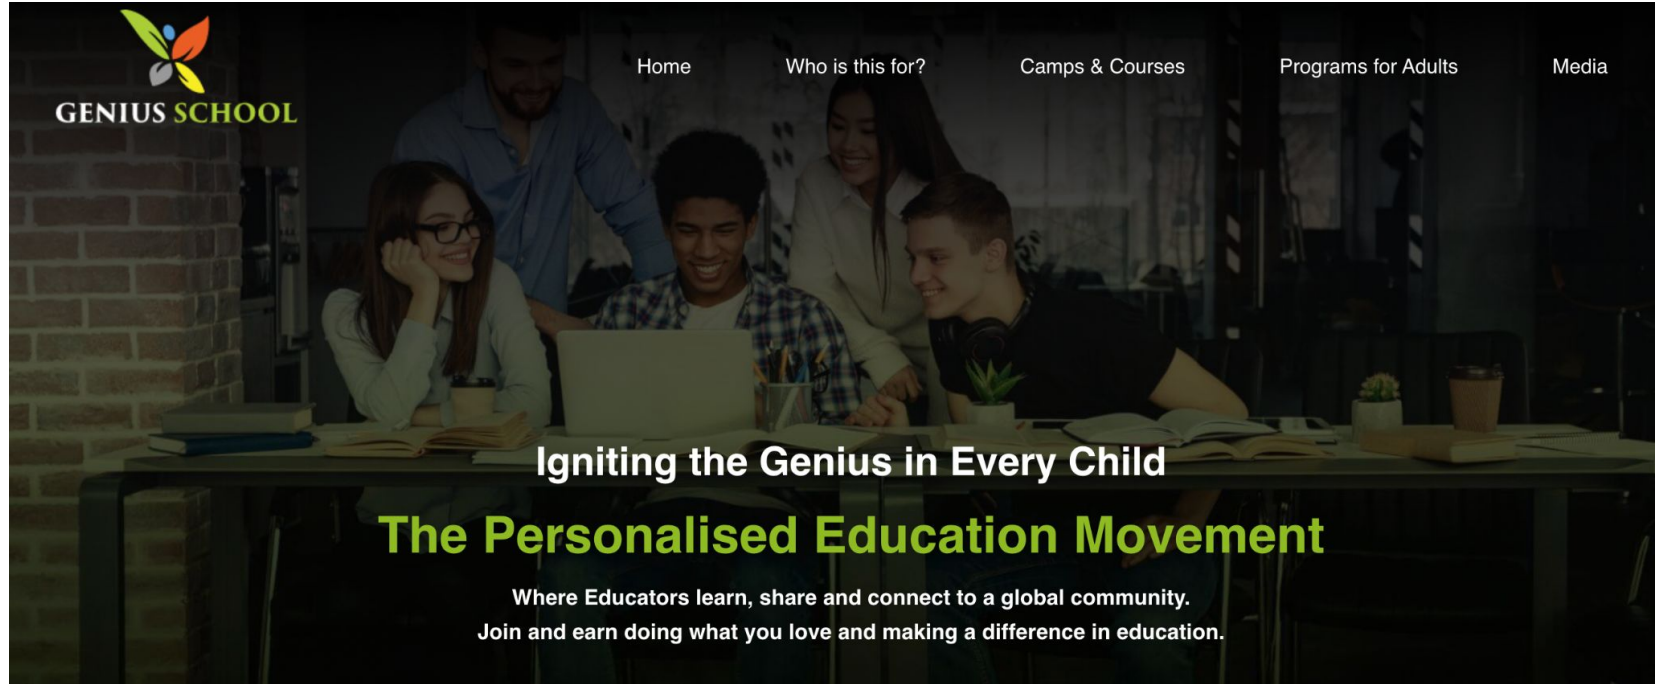 GENIUS SCHOOL
Home
Who is this for?
Camps & Courses
Programs for Adults
Media
Igniting the Genius in Every Child
The Personalised Education Movement
Where Educators learn, share and connect to a global community.
Join and earn doing what you love and making a difference in education.